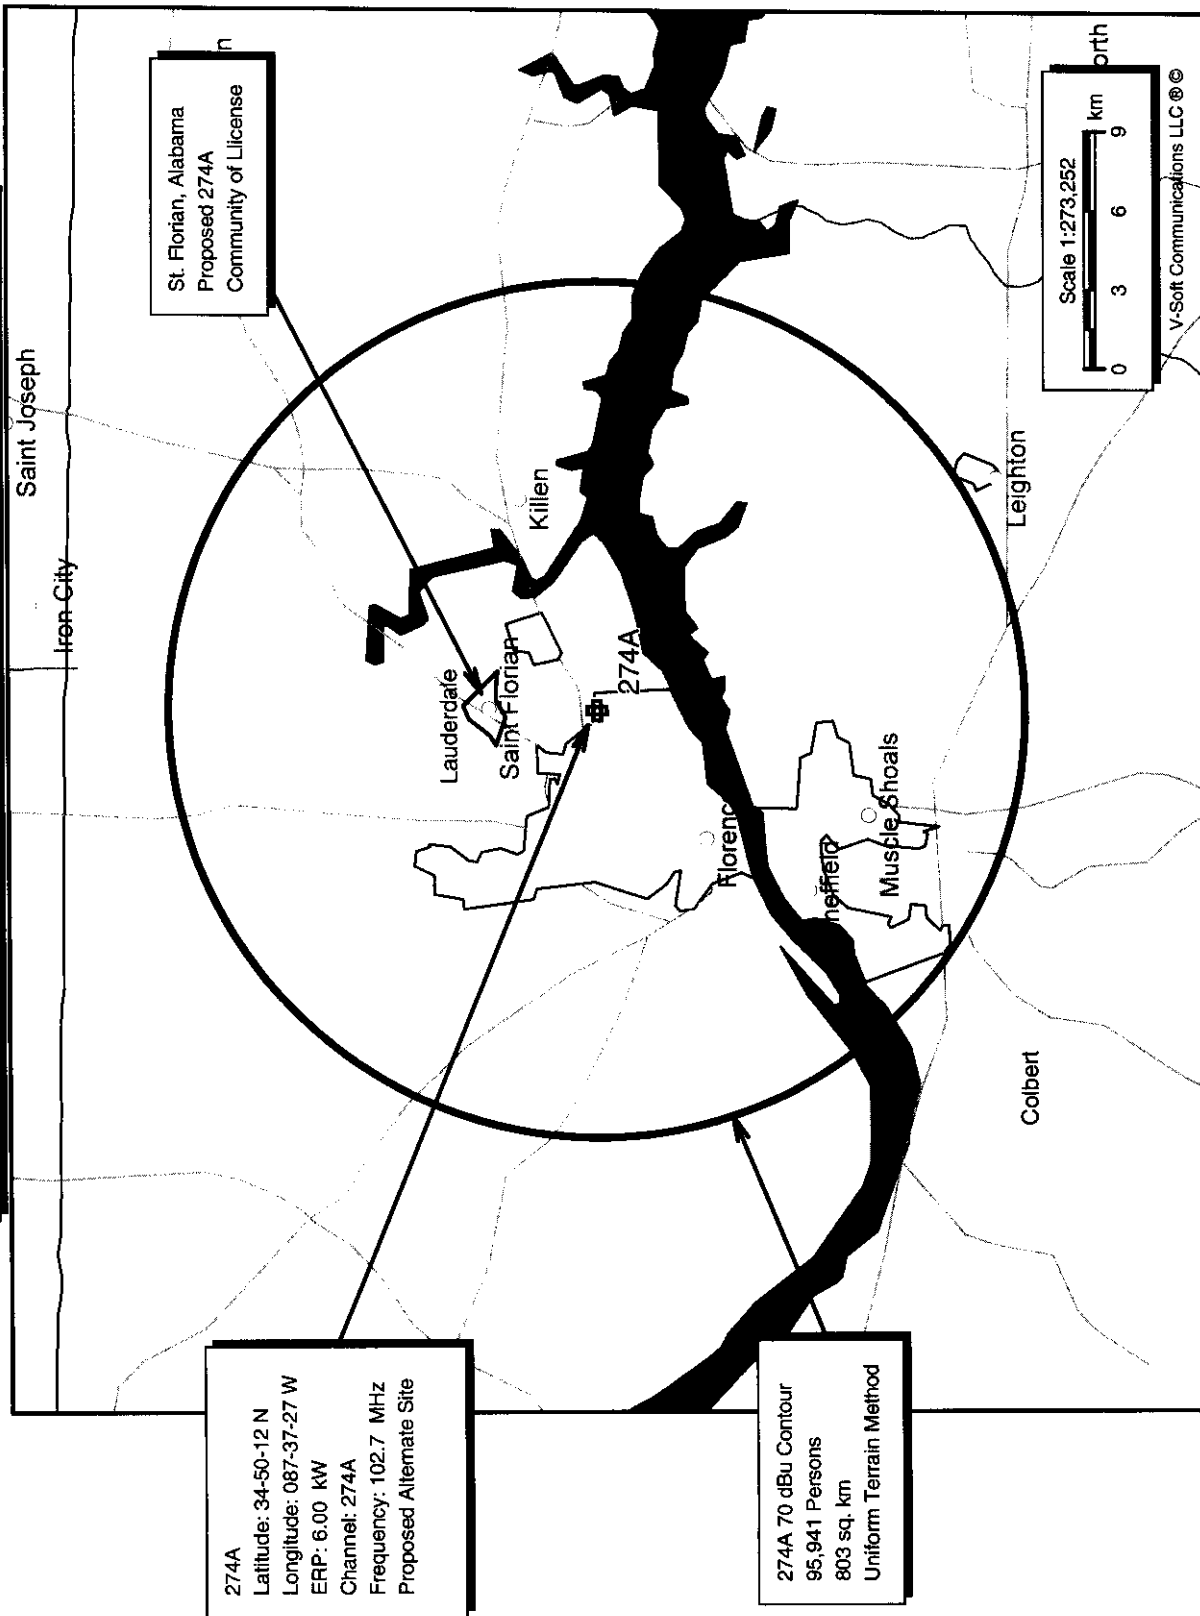 274A
Latitude: 34-50-12 N
Longitude: 087-37-27 W
ERP: 6.00 kW
Channel: 274A
Frequency: 102.7 MHz
Proposed Alternate Site
274A 70 dBu Contour
95,941 Persons
803 sq. km
Uniform Terrain Method
St. Florian, Alabama
Proposed 274A
Community of Llicense
n
Saint Joseph
Iron City
Lauderdale
Saint Florian
Killen
274A
Florenc
heffield
Muscle Shoals
Leighton
Colbert
orth
Scale 1:273,252
0 3 6 9 km
V-Soft Communications LLC ® ©